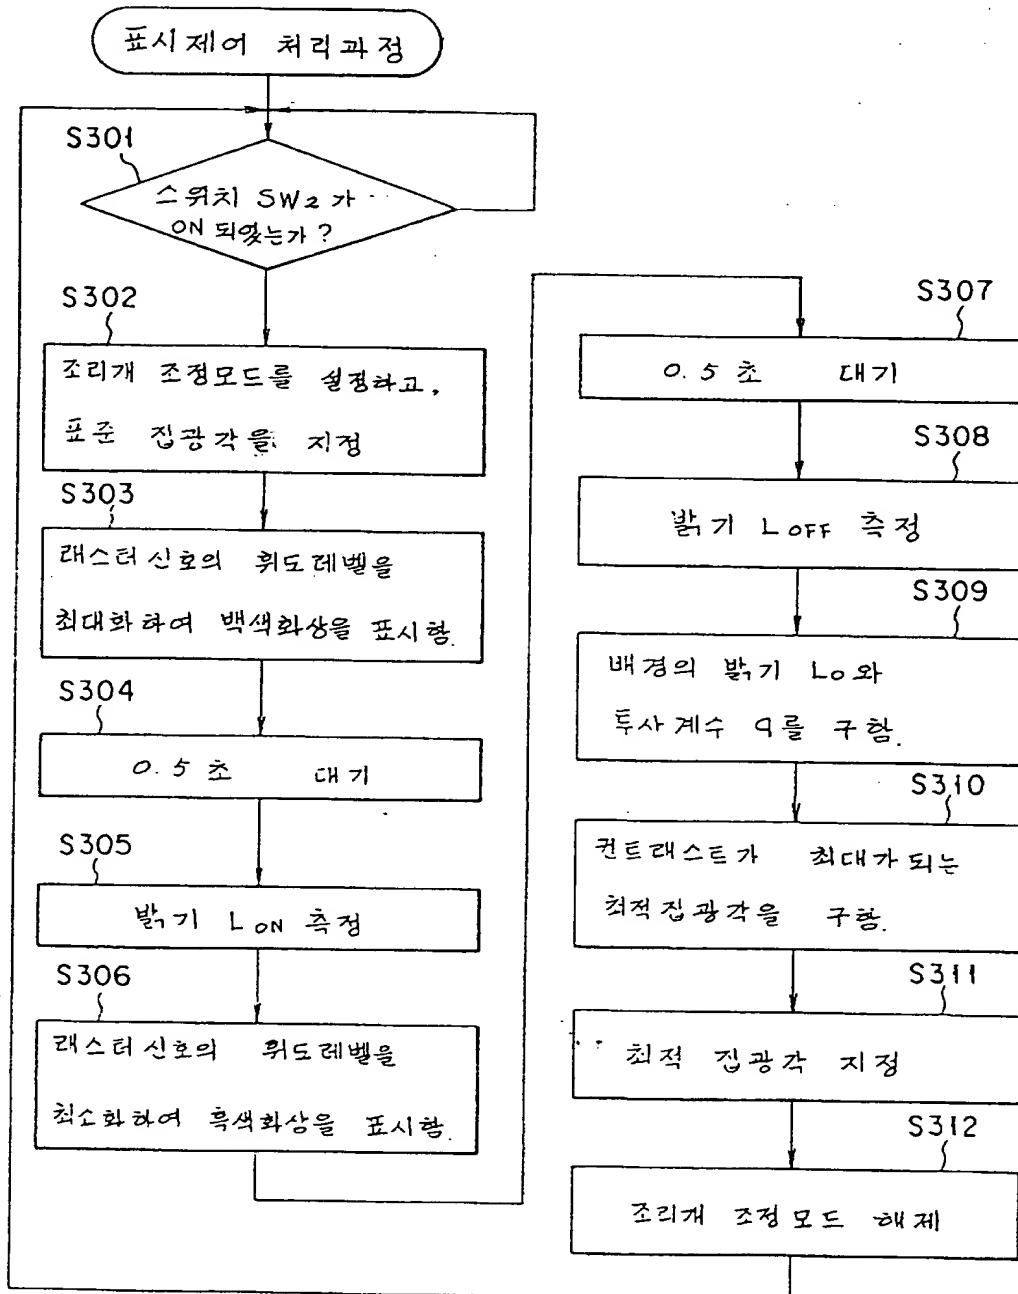 표시제어 처리과정
S301
스위치 SW2가
ON 되었는가?
S302
조리개 조정모드를 설정하고,
표준 집광각을 지정
S303
래스터신호의 휘도레벨을
최대화하여 백색화상을 표시함.
S304
0.5초 대기
S305
밝기 LON 측정
S306
래스터신호의 휘도레벨을
최소화하여 흑색화상을 표시함.
S307
0.5초 대기
S308
밝기 LOFF 측정
S309
배경의 밝기 Lo와
투사계수 q를 구함.
S310
컨트래스트가 최대가되는
최적집광각을 구함.
S311
최적 집광각 지정
S312
조리개 조정모드 해제